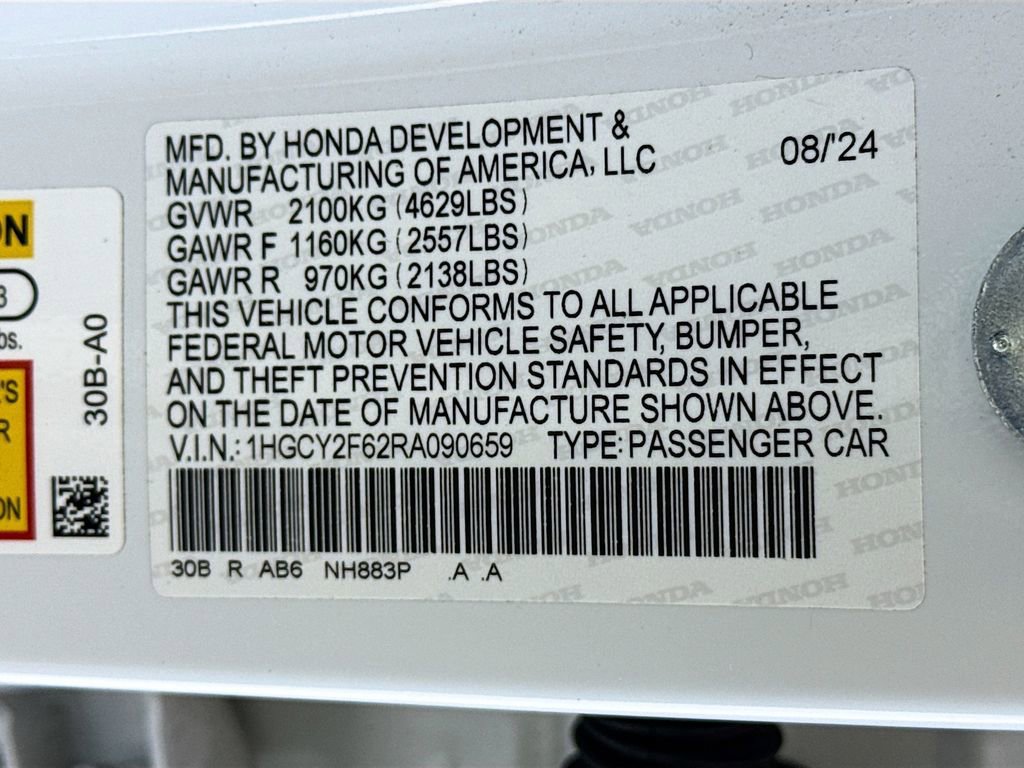 MFD. BY HONDA DEVELOPMENT &
MANUFACTURING OF AMERICA, LLC
08/'24
GVWR 2100KG (4629LBS)
GAWR F 1160KG (2557LBS)
GAWR R 970KG (2138LBS)
THIS VEHICLE CONFORMS TO ALL APPLICABLE
FEDERAL MOTOR VEHICLE SAFETY, BUMPER,
AND THEFT PREVENTION STANDARDS IN EFFECT
ON THE DATE OF MANUFACTURE SHOWN ABOVE.
V.I.N.: 1HGCY2F62RA090659 TYPE: PASSENGER CAR
30B R AB6 NH883P .A .A
30B-A0